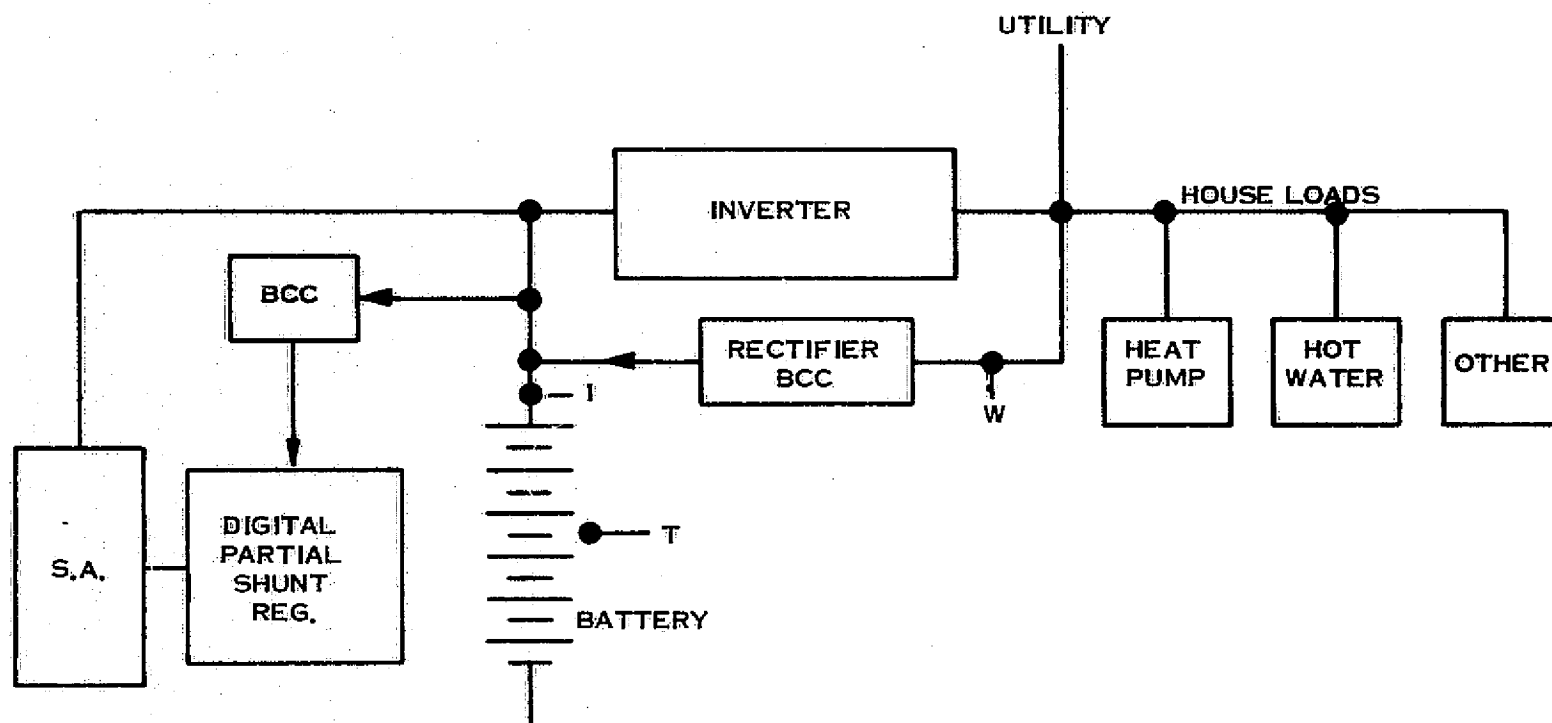 UTILITY
INVERTER
HOUSE LOADS
BCC
RECTIFIER
BCC
HEAT
PUMP
HOT
WATER
OTHER
I
W
S.A.
DIGITAL
PARTIAL
SHUNT
REG.
T
BATTERY